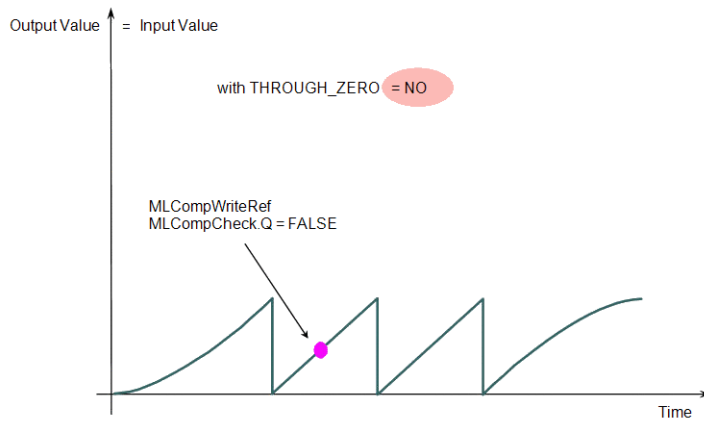 Output Value = Input Value
with THROUGH_ZERO = NO
MLCompWriteRef
MLCompCheck.Q = FALSE
Time